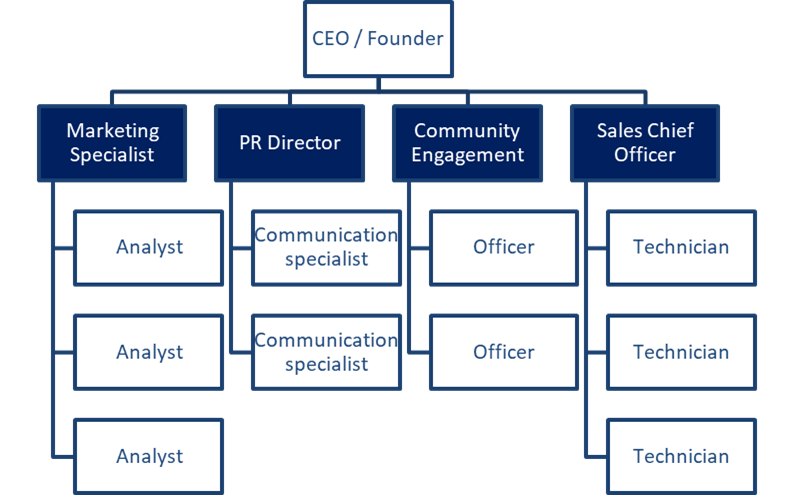 CEO / Founder
Marketing
Specialist
PR Director
Community
Engagement
Sales Chief
Officer
Analyst
Communication
specialist
Officer
Technician
Analyst
Communication
specialist
Officer
Technician
Analyst
Technician